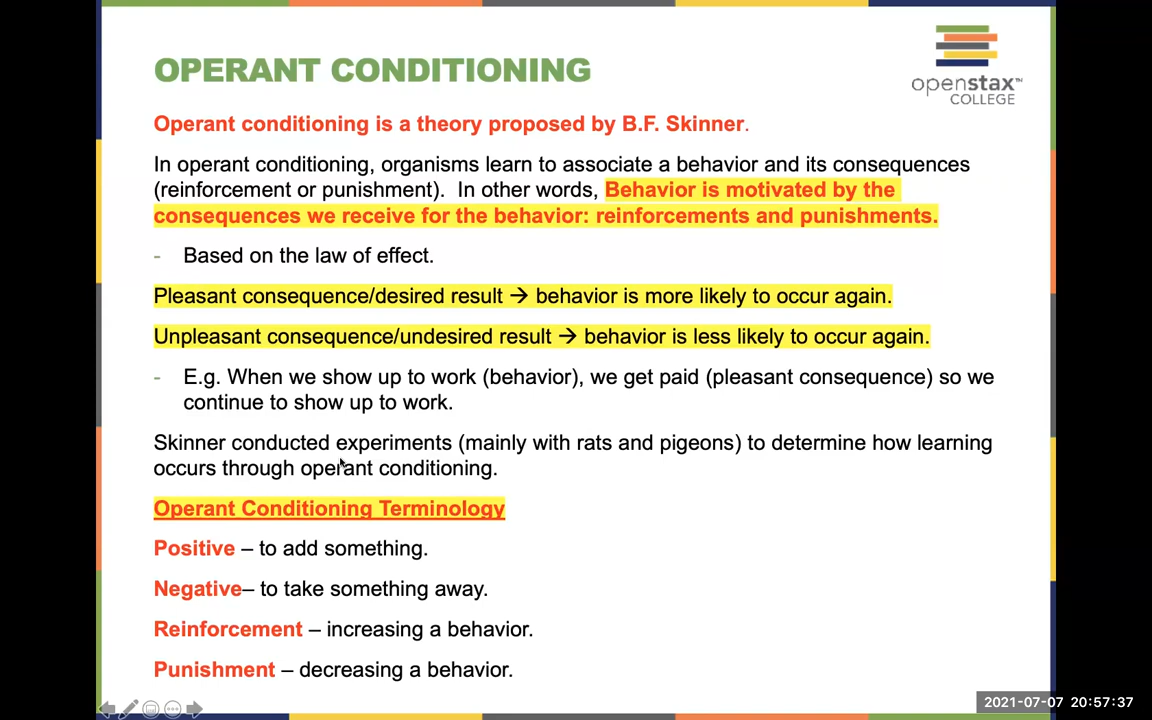 OPERANT CONDITIONING
openstax™
COLLEGE
Operant conditioning is a theory proposed by B.F. Skinner.
In operant conditioning, organisms learn to associate a behavior and its consequences
(reinforcement or punishment). In other words, Behavior is motivated by the
consequences we receive for the behavior: reinforcements and punishments.
- Based on the law of effect.
Pleasant consequence/desired result → behavior is more likely to occur again.
Unpleasant consequence/undesired result → behavior is less likely to occur again.
- E.g. When we show up to work (behavior), we get paid (pleasant consequence) so we
continue to show up to work.
Skinner conducted experiments (mainly with rats and pigeons) to determine how learning
occurs through operant conditioning.
Operant Conditioning Terminology
Positive – to add something.
Negative– to take something away.
Reinforcement – increasing a behavior.
Punishment – decreasing a behavior.
2021-07-07 20:57:37